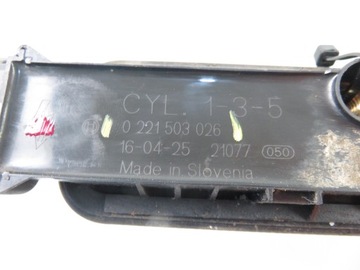 CYL. 1-3-5
0 221 503 026
16-04-25 21077 050
Made in Slovenia